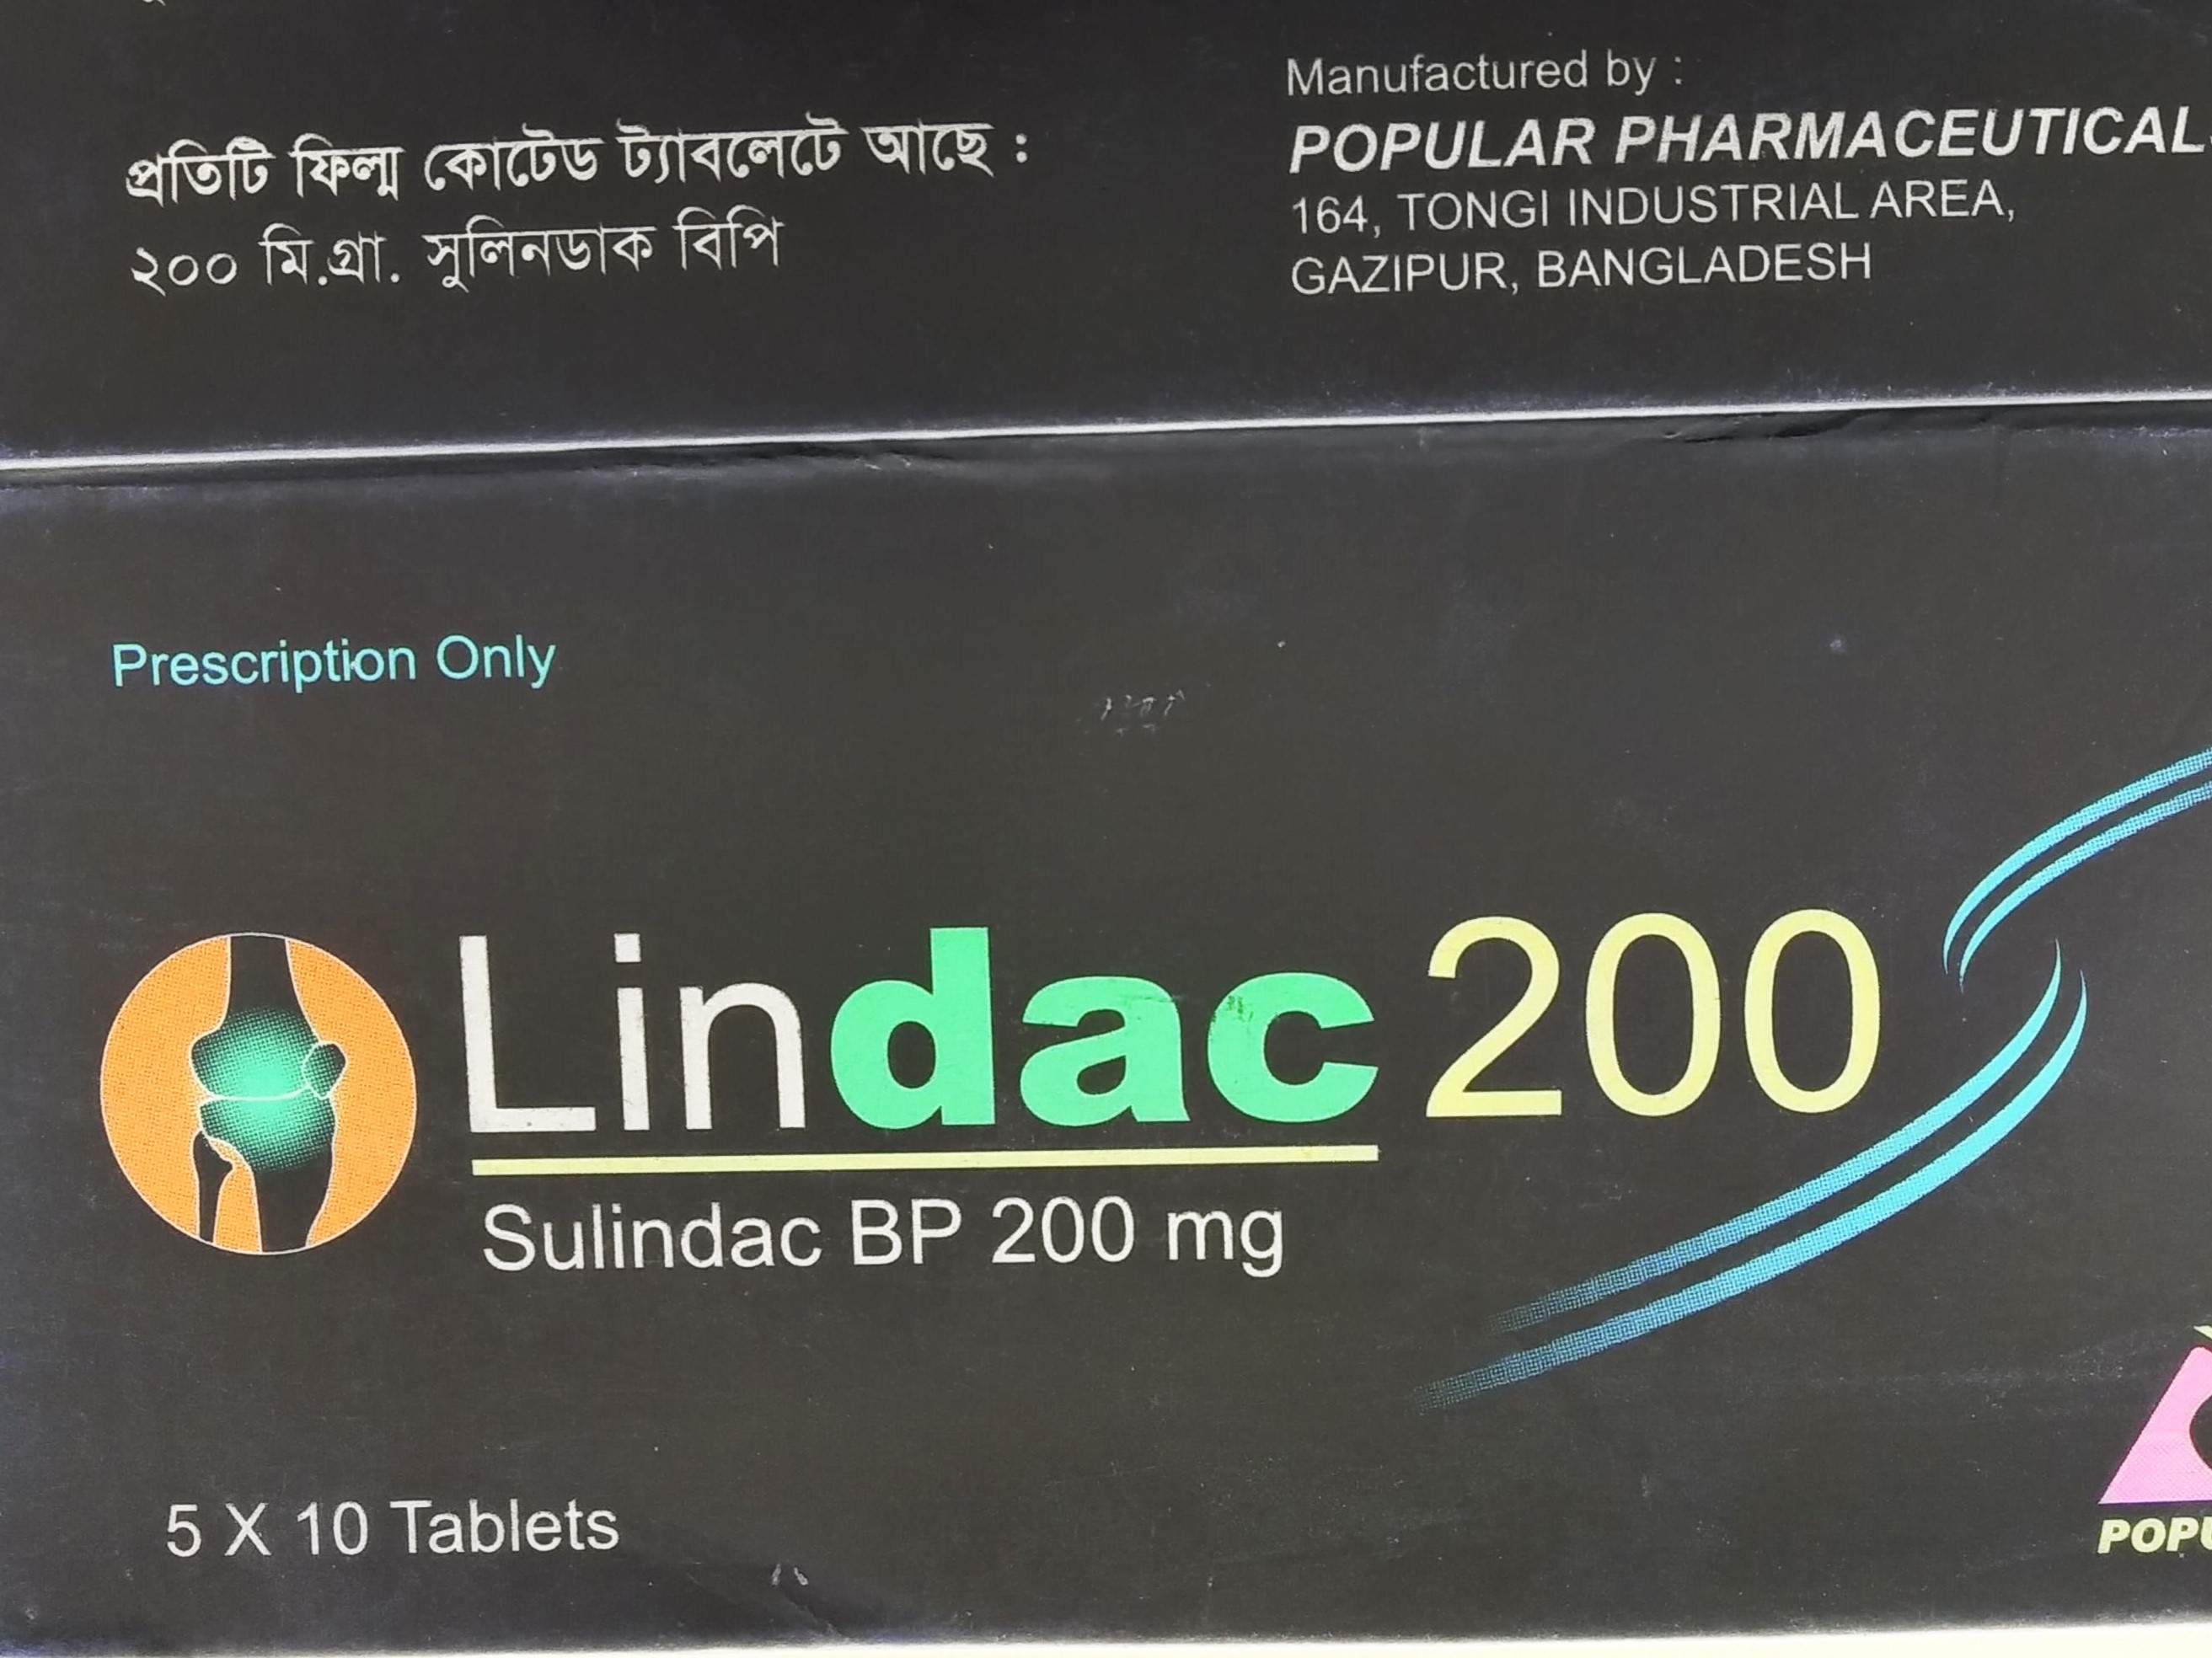 প্রতিটি ফিল্ম কোটেড ট্যাবলেটে আছে :
২০০ মি.গ্রা. সুলিনডাক বিপি
Manufactured by :
POPULAR PHARMACEUTICAL
164, TONGI INDUSTRIAL AREA,
GAZIPUR, BANGLADESH
Prescription Only
Lindac 200
Sulindac BP 200 mg
5 X 10 Tablets